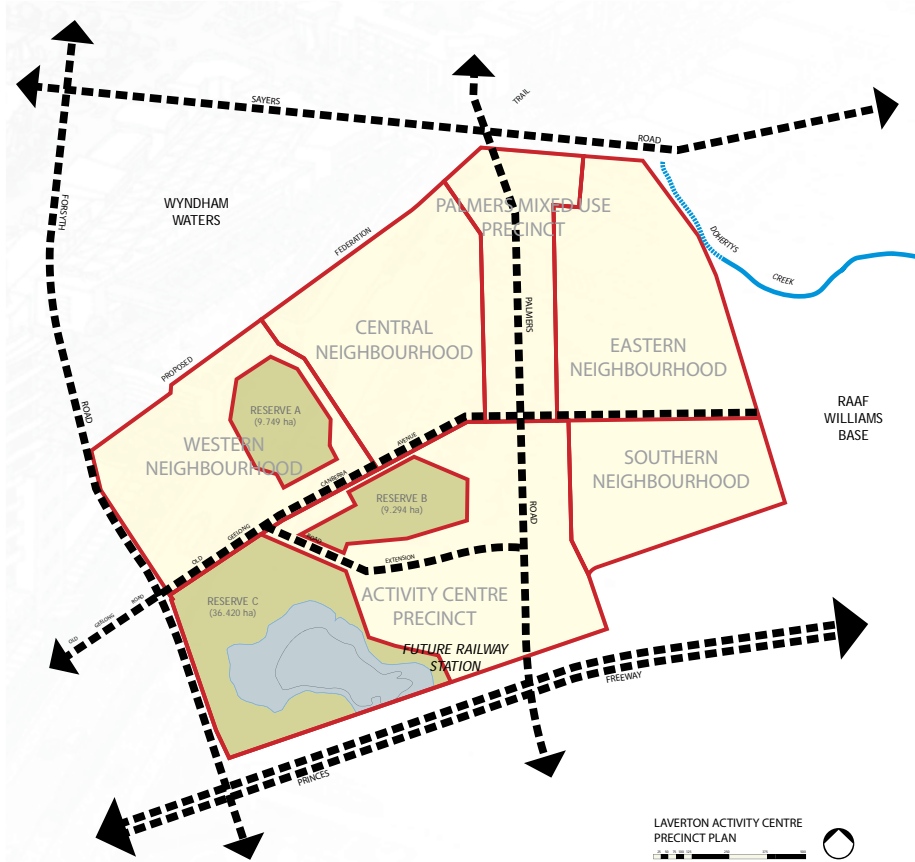 SAYERS
TRAIL
ROAD
WYNDHAM
WATERS
FORSYTH
FEDERATION
PALMERS MIXED USE
PRECINCT
DOHERTYS
CREEK
PALMERS
CENTRAL
NEIGHBOURHOOD
EASTERN
NEIGHBOURHOOD
PROPOSED
ROAD
RESERVE A
(9.749 ha)
RAAF
WILLIAMS
BASE
WESTERN
NEIGHBOURHOOD
AVENUE
CANBERRA
SOUTHERN
NEIGHBOURHOOD
RESERVE B
(9.294 ha)
ROAD
GEELONG
OLD
ROAD
EXTENSION
RESERVE C
(36.420 ha)
ACTIVITY CENTRE
PRECINCT
OLD
GEELONG
ROAD
FUTURE RAILWAY
STATION
FREEWAY
PRINCES
LAVERTON ACTIVITY CENTRE
PRECINCT PLAN